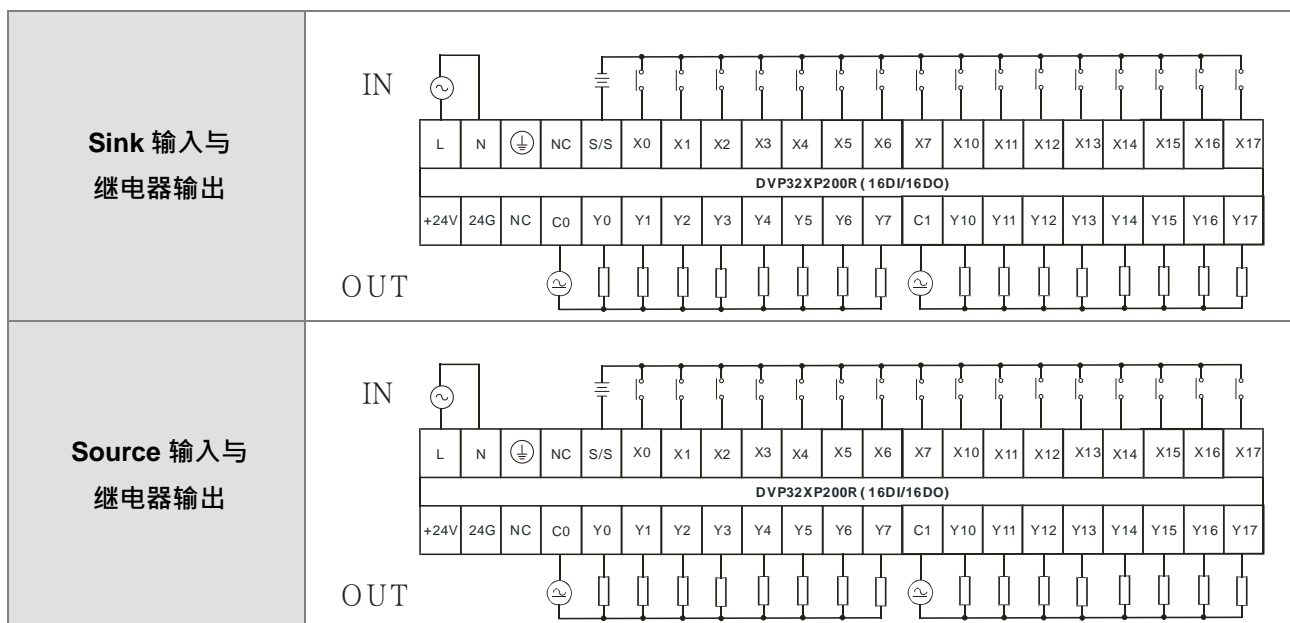 Sink 输入与
继电器输出
IN
L N NC S/S X0 X1 X2 X3 X4 X5 X6 X7 X10 X11 X12 X13 X14 X15 X16 X17
DVP32XP200R ( 16DI/16DO)
+24V 24G NC C0 Y0 Y1 Y2 Y3 Y4 Y5 Y6 Y7 C1 Y10 Y11 Y12 Y13 Y14 Y15 Y16 Y17
OUT
Source 输入与
继电器输出
IN
L N NC S/S X0 X1 X2 X3 X4 X5 X6 X7 X10 X11 X12 X13 X14 X15 X16 X17
DVP32XP200R ( 16DI/16DO)
+24V 24G NC C0 Y0 Y1 Y2 Y3 Y4 Y5 Y6 Y7 C1 Y10 Y11 Y12 Y13 Y14 Y15 Y16 Y17
OUT